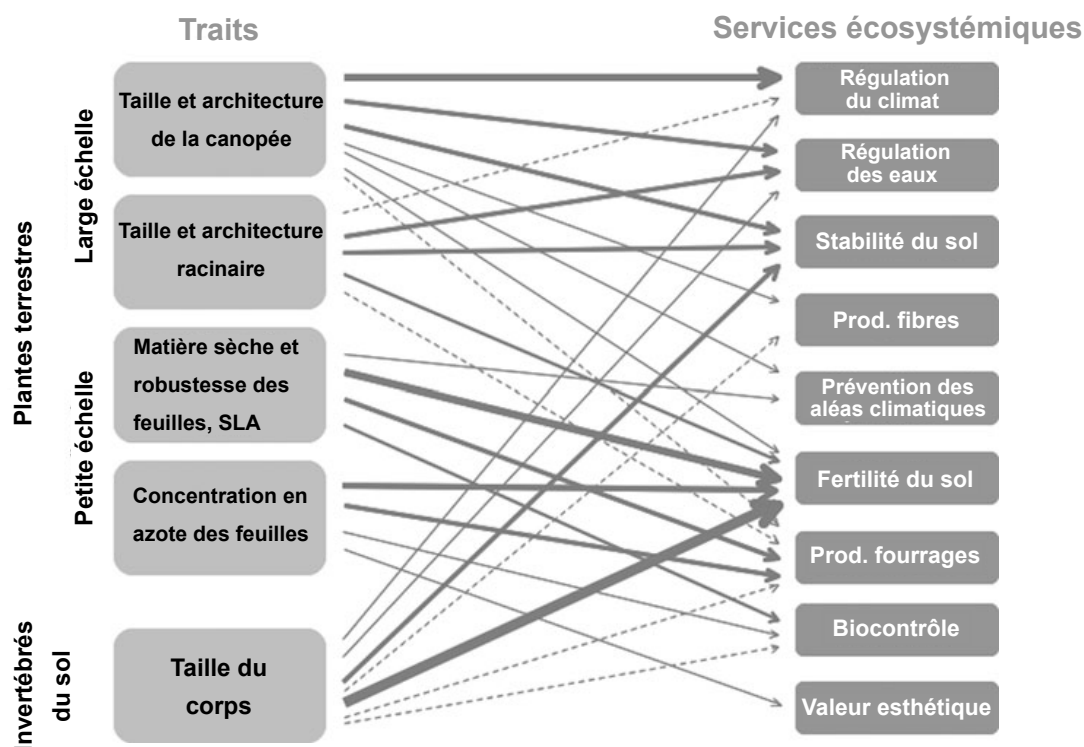 Traits
Services écosystémiques
Plantes terrestres
Large échelle
Taille et architecture
de la canopée
Taille et architecture
racinaire
Petite échelle
Matière sèche et
robustesse des
feuilles, SLA
Concentration en
azote des feuilles
Invertébrés
du sol
Taille du
corps
Régulation
du climat
Régulation
des eaux
Stabilité du sol
Prod. fibres
Prévention des
aléas climatiques
Fertilité du sol
Prod. fourrages
Biocontrôle
Valeur esthétique